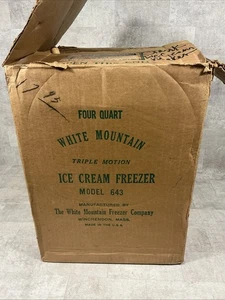 FOUR QUART
WHITE MOUNTAIN
TRIPLE MOTION
ICE CREAM FREEZER
MODEL 643
MANUFACTURED BY
The White Mountain Freezer Company
WINCHENDON, MASS.
MADE IN THE U.S.A.